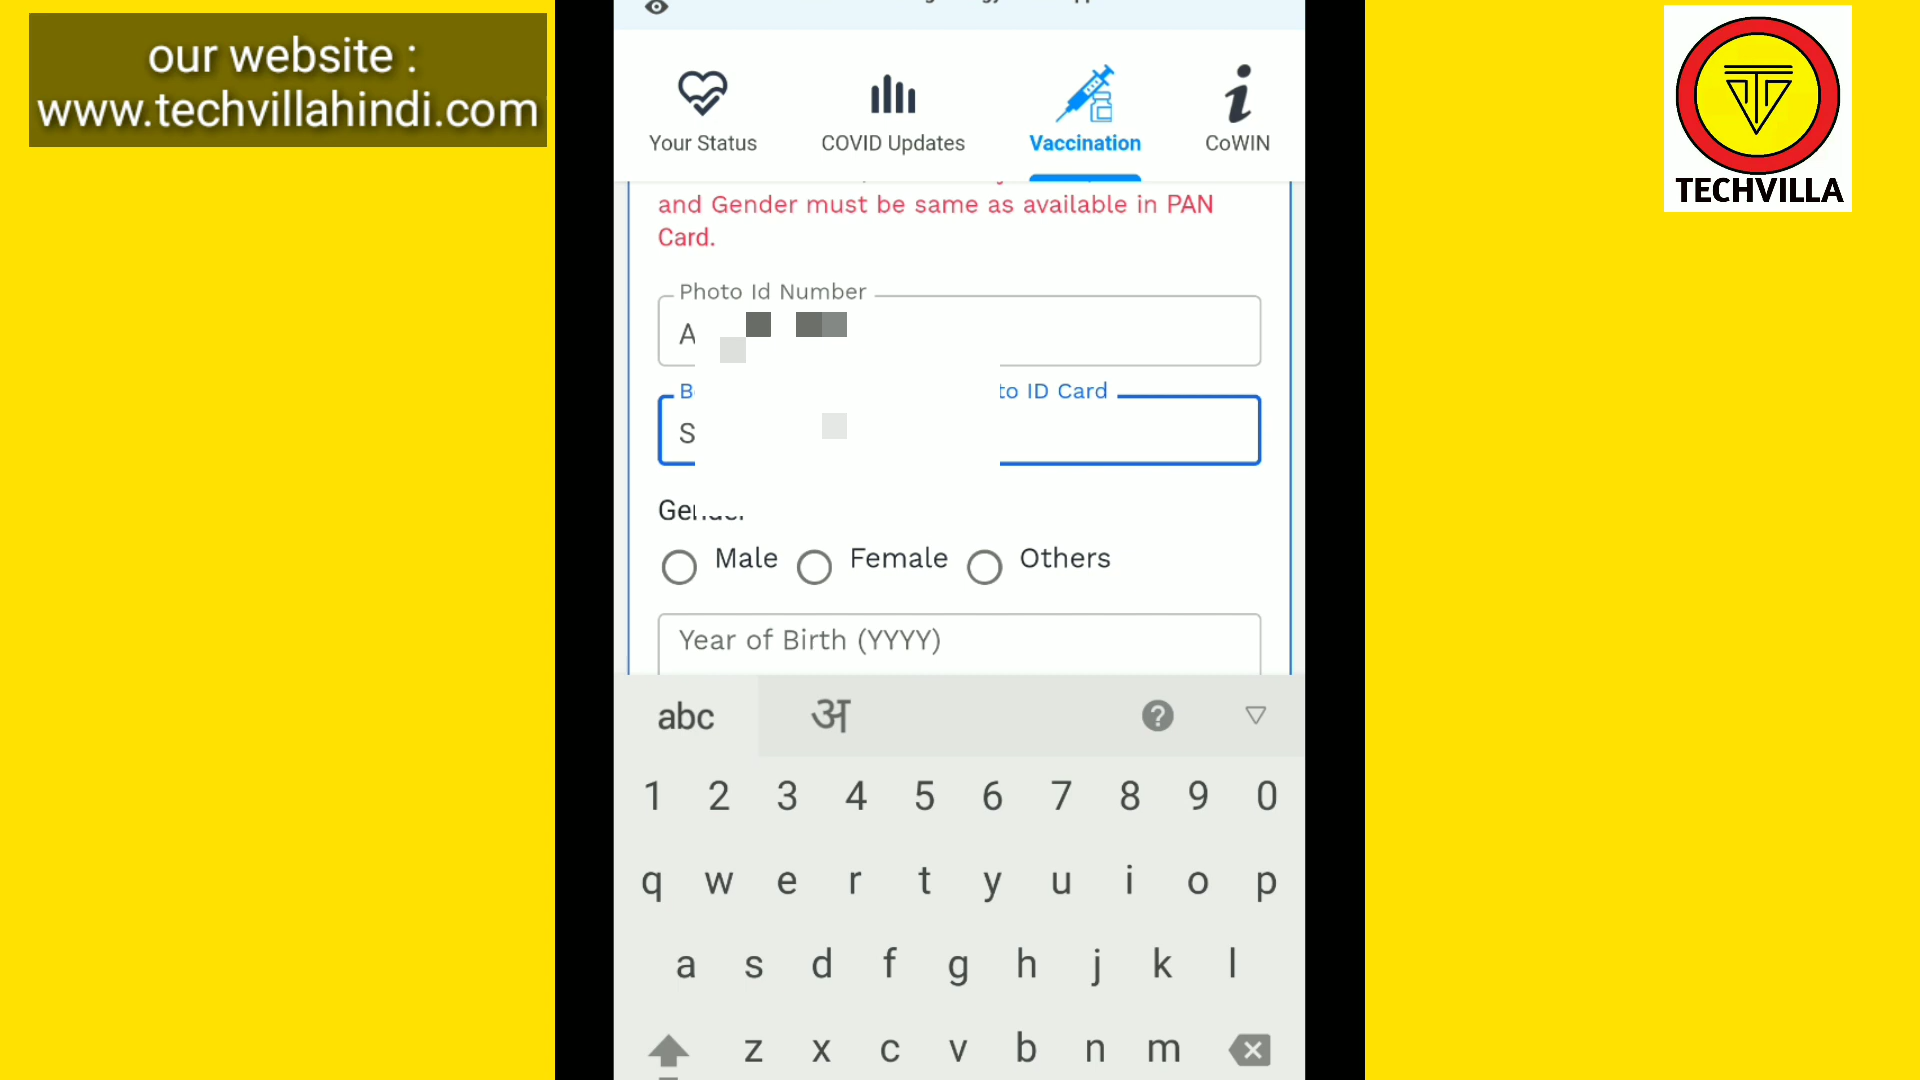 our website :
www.techvillahindi.com
TECHVILLA
Your Status
COVID Updates
Vaccination
CoWIN
and Gender must be same as available in PAN
Card.
Photo Id Number
A
to ID Card
S
Male
Female
Others
Year of Birth (YYYY)
abc अ ?
1 2 3 4 5 6 7 8 9 0
q w e r t y u i o p
a s d f g h j k l
z x c v b n m